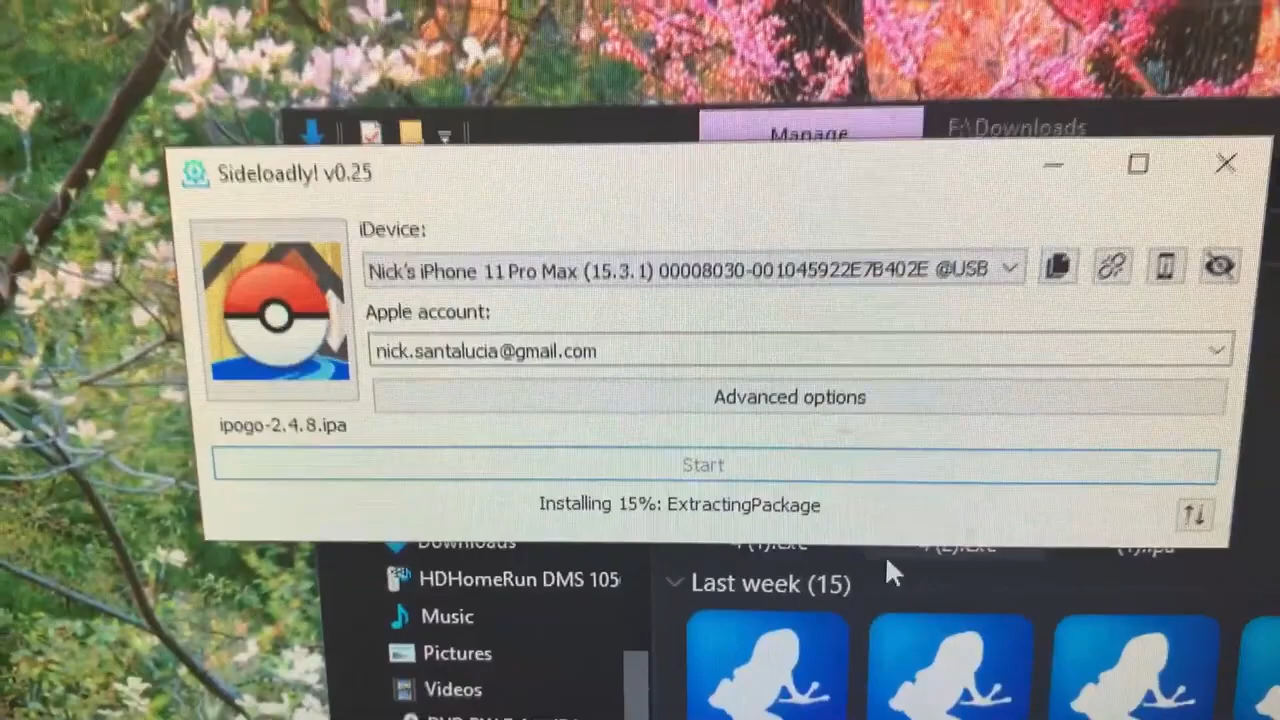 Manage
F:\Downloads
Sideloadly! v0.25
iDevice:
Nick's iPhone 11 Pro Max (15.3.1) 00008030-001045922E7B402E @USB
Apple account:
nick.santalucia@gmail.com
Advanced options
ipogo-2.4.8.ipa
Start
Installing 15%: ExtractingPackage
Downloads
HDHomeRun DMS 105
Last week (15)
Music
Pictures
Videos